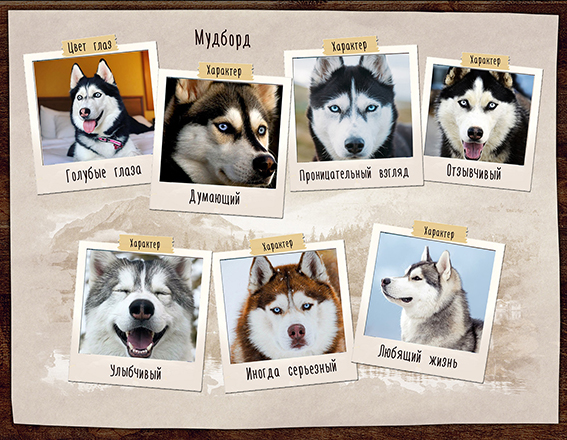 Мудборд
Цвет глаз
Голубые глаза
Характер
Думающий
Характер
Проницательный взгляд
Характер
Отзывчивый
Характер
Улыбчивый
Характер
Иногда серьезный
Характер
Любящий жизнь